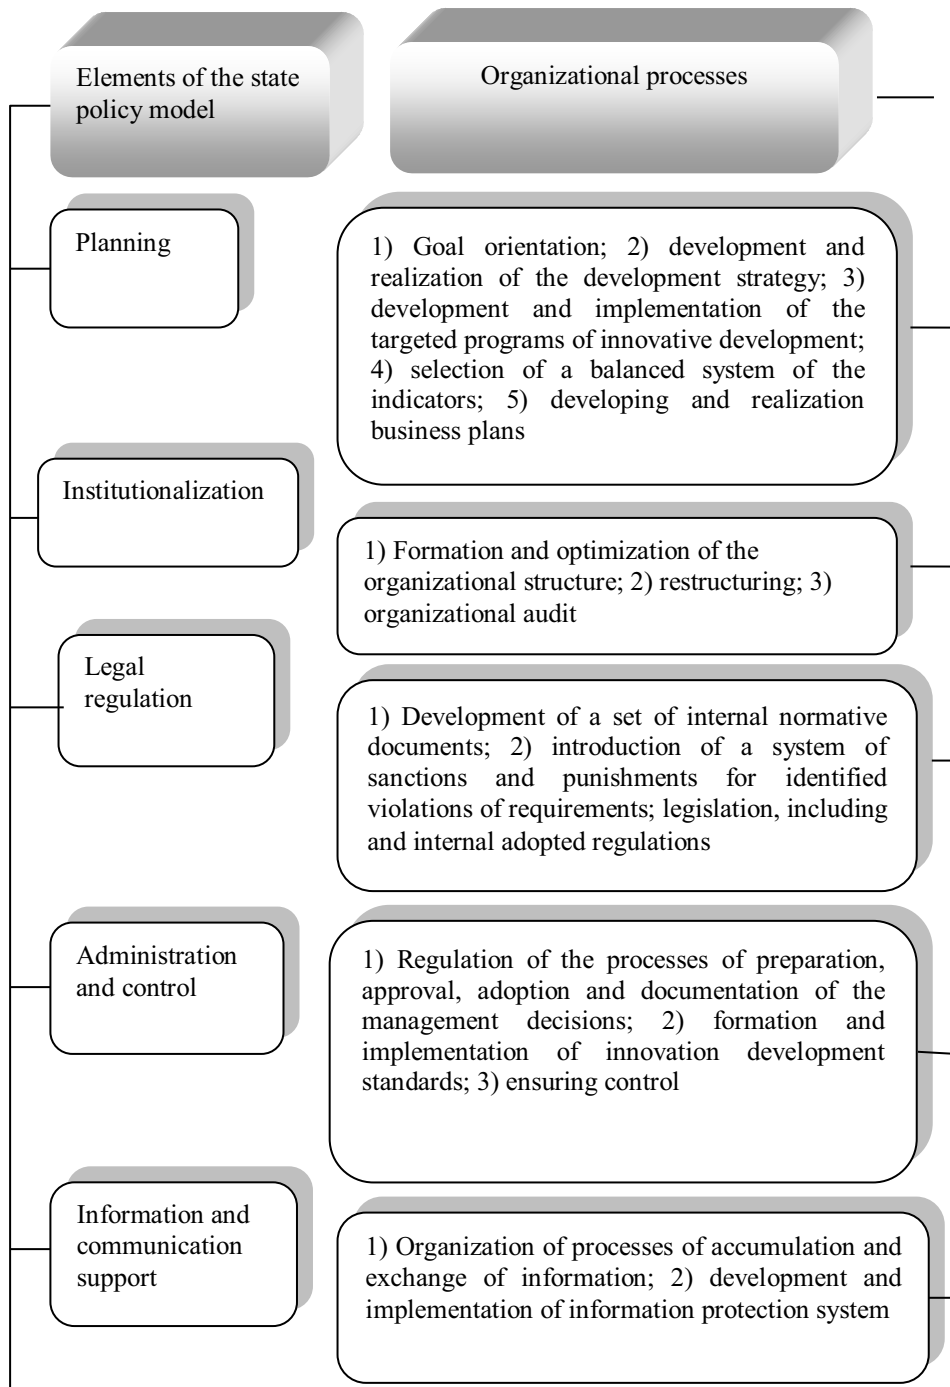 Elements of the state
policy model
Organizational processes
Planning
1) Goal orientation; 2) development and
realization of the development strategy; 3)
development and implementation of the
targeted programs of innovative development;
4) selection of a balanced system of the
indicators; 5) developing and realization
business plans
Institutionalization
1) Formation and optimization of the
organizational structure; 2) restructuring; 3)
organizational audit
Legal
regulation
1) Development of a set of internal normative
documents; 2) introduction of a system of
sanctions and punishments for identified
violations of requirements; legislation, including
and internal adopted regulations
Administration
and control
1) Regulation of the processes of preparation,
approval, adoption and documentation of the
management decisions; 2) formation and
implementation of innovation development
standards; 3) ensuring control
Information and
communication
support
1) Organization of processes of accumulation and
exchange of information; 2) development and
implementation of information protection system